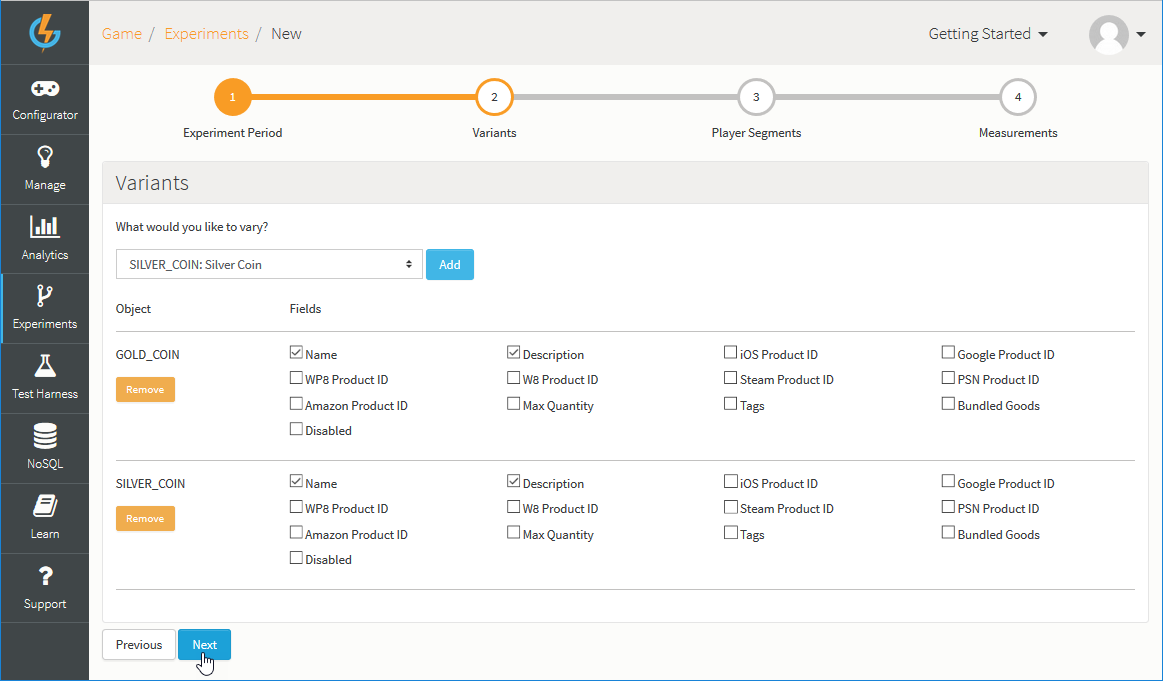 Game / Experiments / New
Getting Started
Configurator
Manage
Analytics
Experiments
Test Harness
NoSQL
Learn
Support
1
2
3
4
Experiment Period
Variants
Player Segments
Measurements
Variants
What would you like to vary?
SILVER_COIN: Silver Coin
Add
Object Fields
GOLD_COIN
Remove
Name Description iOS Product ID Google Product ID
WP8 Product ID W8 Product ID Steam Product ID PSN Product ID
Amazon Product ID Max Quantity Tags Bundled Goods
Disabled
SILVER_COIN
Remove
Name Description iOS Product ID Google Product ID
WP8 Product ID W8 Product ID Steam Product ID PSN Product ID
Amazon Product ID Max Quantity Tags Bundled Goods
Disabled
Previous
Next